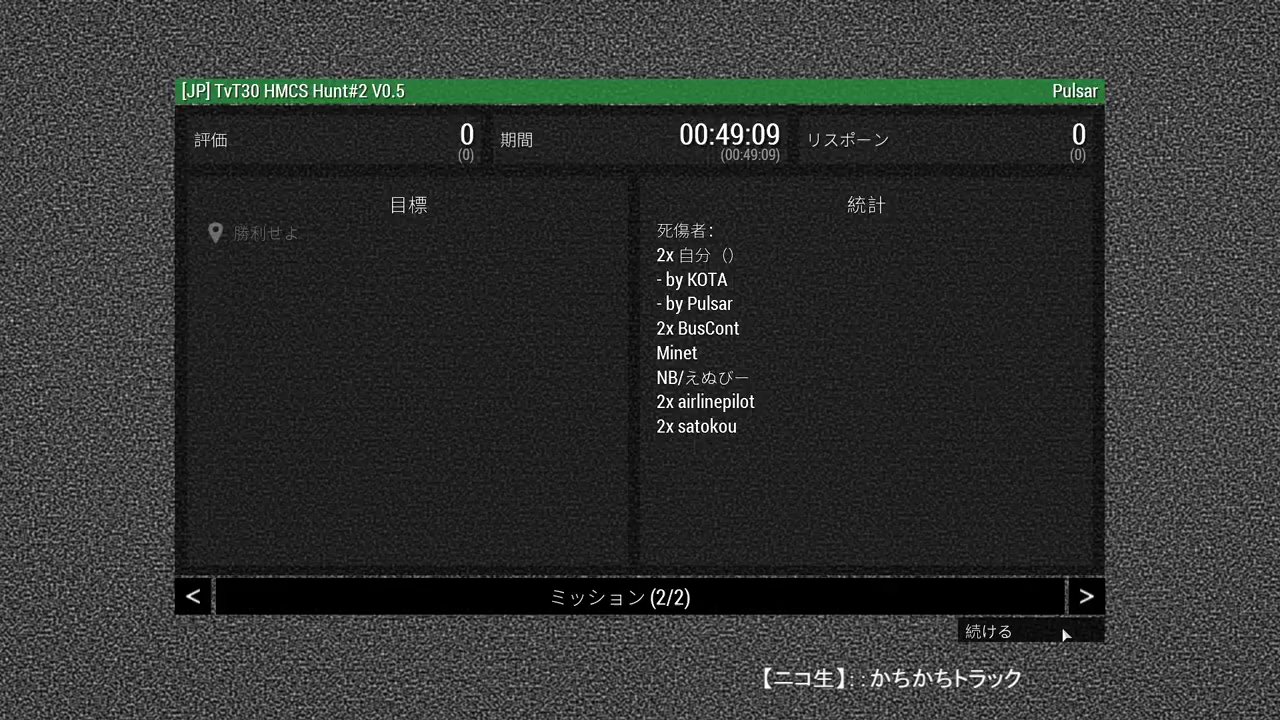 [JP] TvT30 HMCS Hunt#2 V0.5
Pulsar
評価
0
(0)
期間
00:49:09
(00:49:09)
リスポーン
0
(0)
目標
勝利せよ
統計
死傷者:
2x 自分（）
- by KOTA
- by Pulsar
2x BusCont
Minet
NB/えぬびー
2x airlinepilot
2x satokou
<
ミッション (2/2)
>
続ける
【ニコ生】: : かちかちトラック